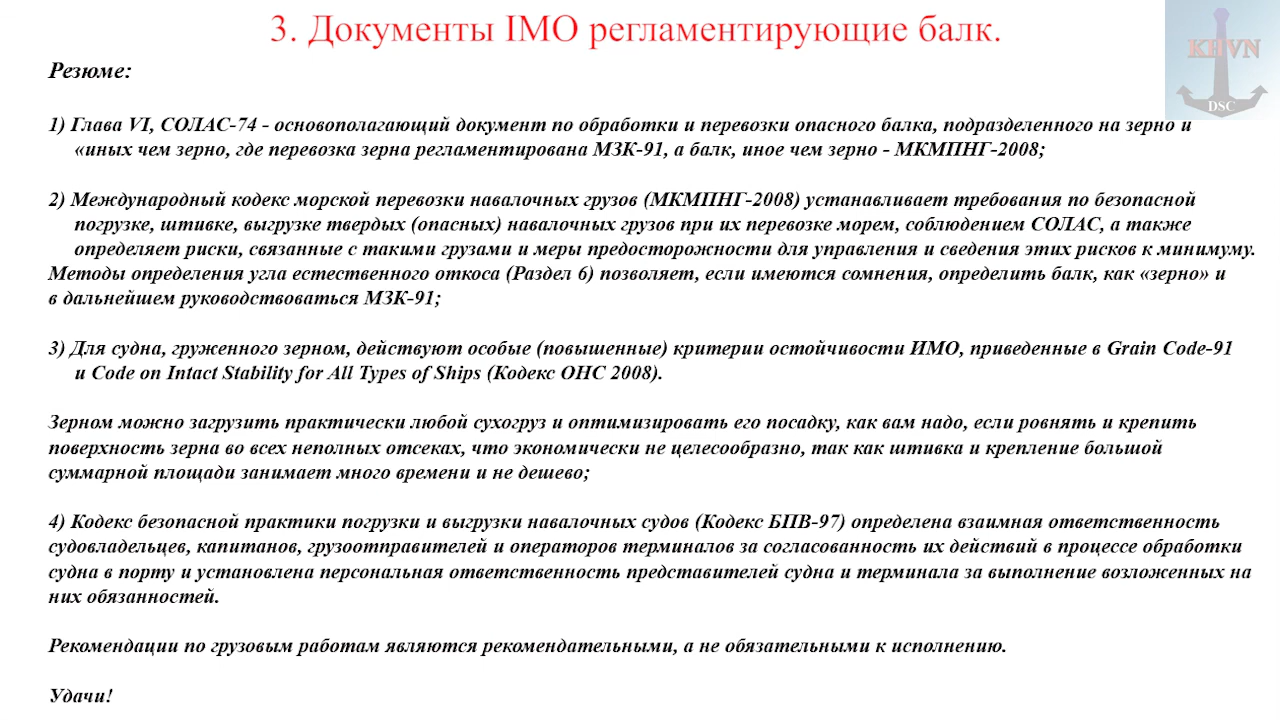 3. Документы IMO регламентирующие балк.
KHVN
DSC
Резюме:
1) Глава VI, СОЛАС-74 - основополагающий документ по обработки и перевозки опасного балка, подразделенного на зерно и
«иных чем зерно, где перевозка зерна регламентирована МЗК-91, а балк, иное чем зерно - МКМПНГ-2008;
2) Международный кодекс морской перевозки навалочных грузов (МКМПНГ-2008) устанавливает требования по безопасной
погрузке, штивке, выгрузке твердых (опасных) навалочных грузов при их перевозке морем, соблюдением СОЛАС, а также
определяет риски, связанные с такими грузами и меры предосторожности для управления и сведения этих рисков к минимуму.
Методы определения угла естественного откоса (Раздел 6) позволяет, если имеются сомнения, определить балк, как «зерно» и
в дальнейшем руководствоваться МЗК-91;
3) Для судна, груженного зерном, действуют особые (повышенные) критерии остойчивости ИМО, приведенные в Grain Code-91
и Code on Intact Stability for All Types of Ships (Кодекс ОНС 2008).
Зерном можно загрузить практически любой сухогруз и оптимизировать его посадку, как вам надо, если ровнять и крепить
поверхность зерна во всех неполных отсеках, что экономически не целесообразно, так как штивка и крепление большой
суммарной площади занимает много времени и не дешево;
4) Кодекс безопасной практики погрузки и выгрузки навалочных судов (Кодекс БПВ-97) определена взаимная ответственность
судовладельцев, капитанов, грузоотправителей и операторов терминалов за согласованность их действий в процессе обработки
судна в порту и установлена персональная ответственность представителей судна и терминала за выполнение возложенных на
них обязанностей.
Рекомендации по грузовым работам являются рекомендательными, а не обязательными к исполнению.
Удачи!